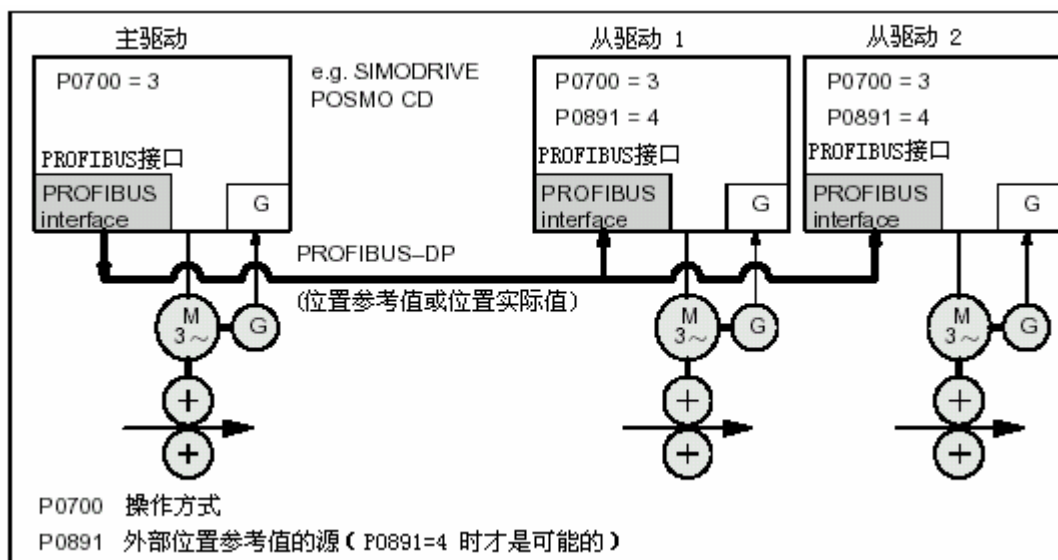 主驱动
P0700 = 3
PROFIBUS接口
PROFIBUS
interface
G
e.g. SIMODRIVE
POSMO CD
从驱动 1
P0700 = 3
P0891 = 4
PROFIBUS接口
PROFIBUS
interface
G
从驱动 2
P0700 = 3
P0891 = 4
PROFIBUS接口
PROFIBUS
interface
G
PROFIBUS–DP
(位置参考值或位置实际值)
M
3～
G
M
3～
G
M
3～
G
P0700 操作方式
P0891 外部位置参考值的源（P0891=4 时才是可能的）